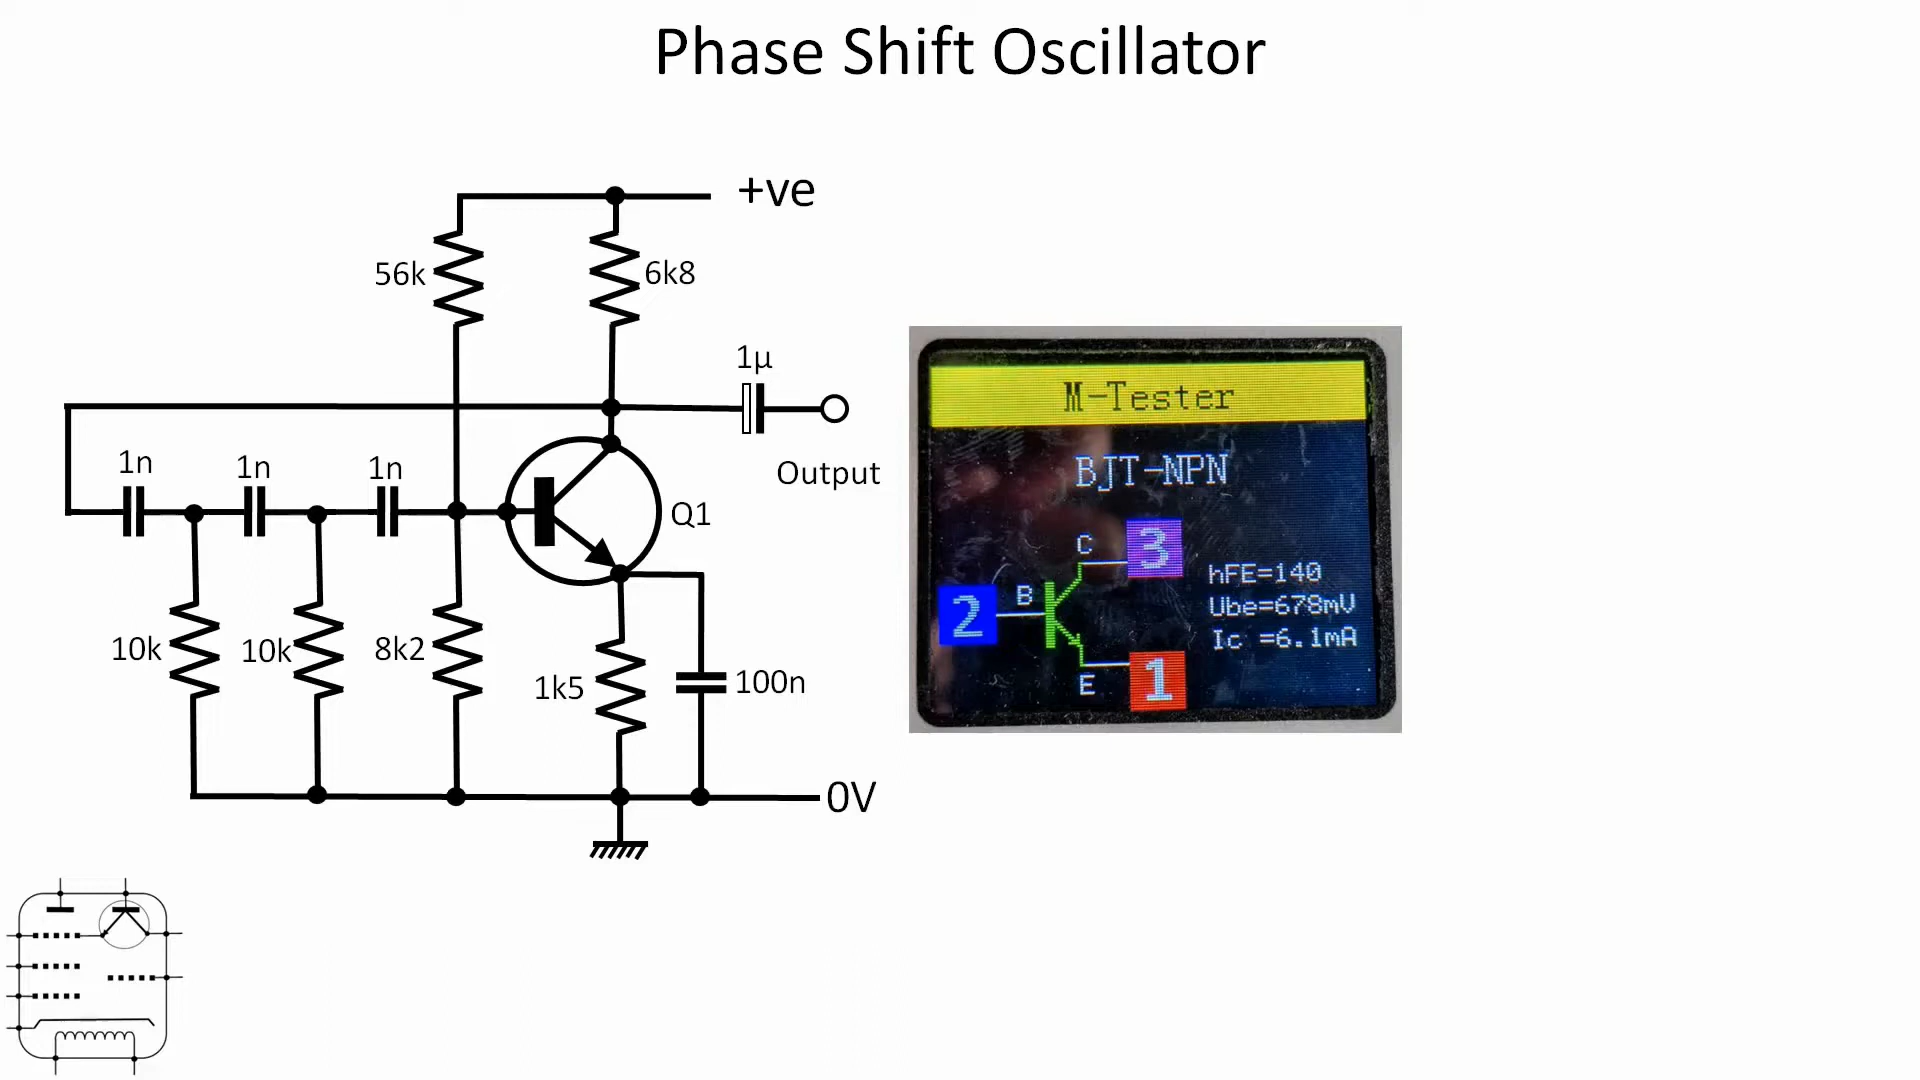 Phase Shift Oscillator
+ve
56k
6k8
1µ
1n
1n
1n
Output
Q1
10k
10k
8k2
1k5
100n
0V
M-Tester
BJT-NPN
C
3
B
2
hFE=140
Ube=678mV
Ic =6.1mA
E
1